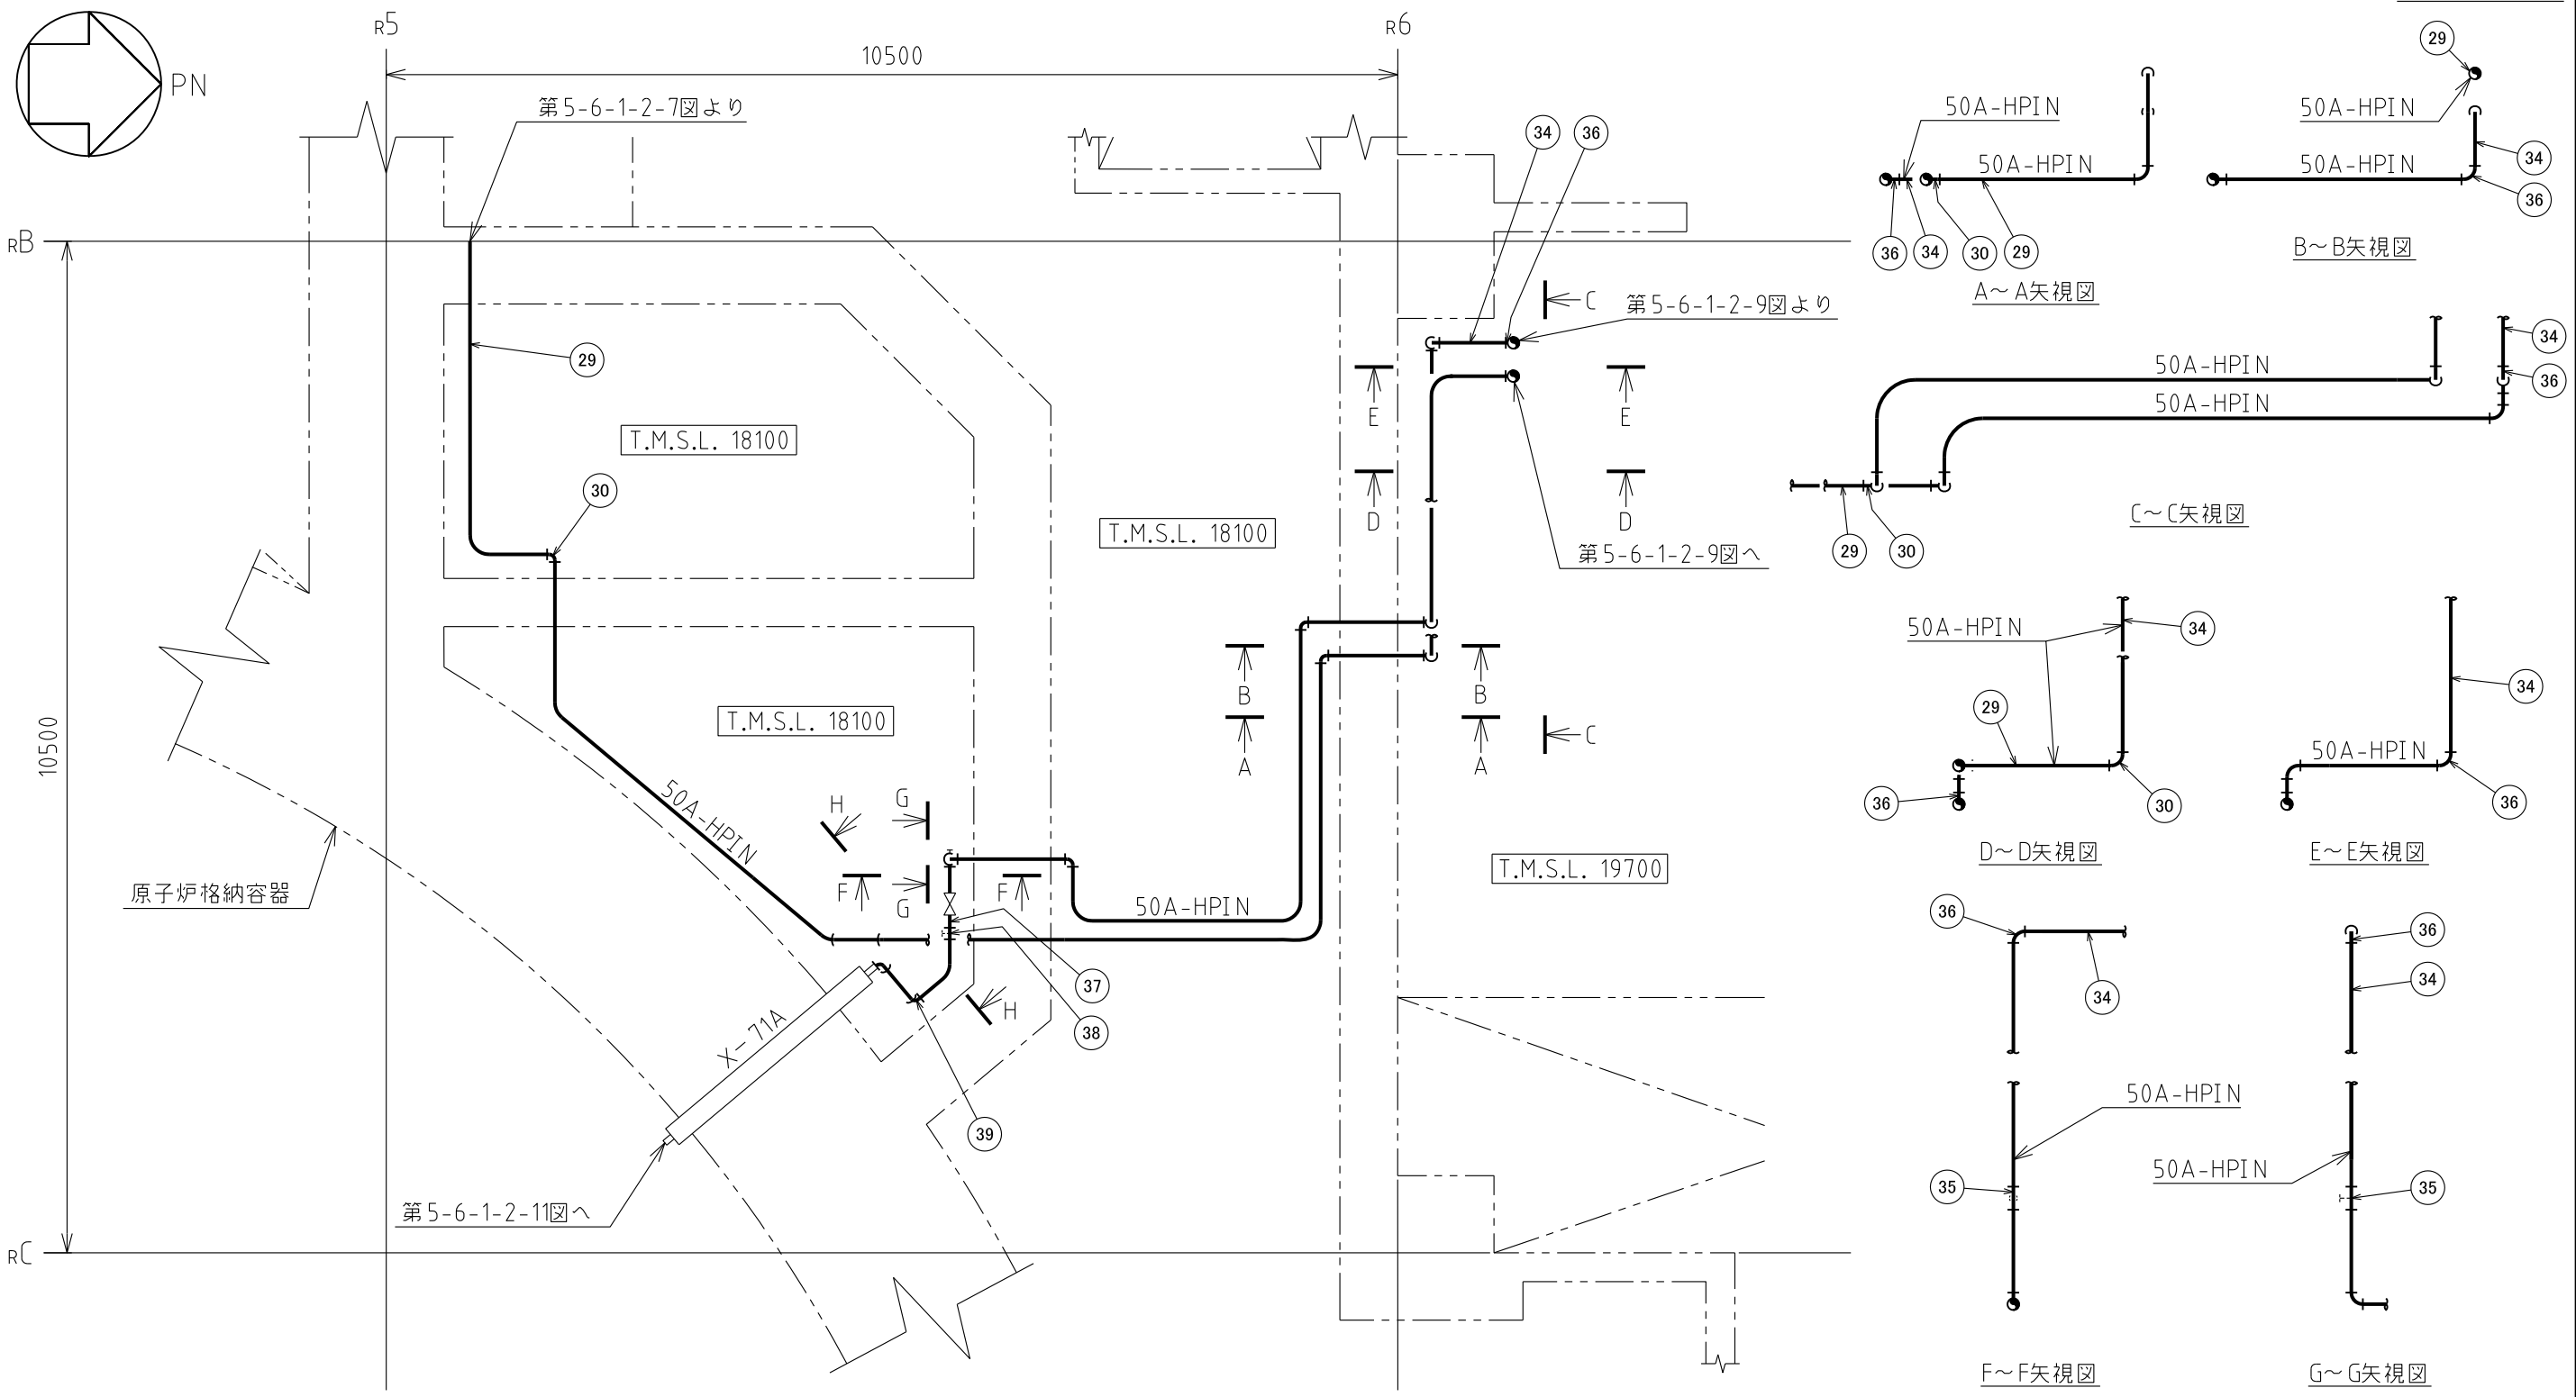 PN
R5
10500
R6
第5-6-1-2-7図より
34
36
RB
29
第5-6-1-2-9図より
C
E
E
T.M.S.L. 18100
30
D
D
T.M.S.L. 18100
第5-6-1-2-9図へ
10500
T.M.S.L. 18100
B
B
A
A
C
50A-HPIN
H
G
F
G
F
50A-HPIN
T.M.S.L. 19700
原子炉格納容器
37
38
H
X-71A
39
第5-6-1-2-11図へ
RC
50A-HPIN
50A-HPIN
36
34
30
29
A～A矢視図
29
50A-HPIN
50A-HPIN
34
36
B～B矢視図
50A-HPIN
50A-HPIN
34
36
29
30
C～C矢視図
50A-HPIN
34
29
36
30
D～D矢視図
34
50A-HPIN
36
E～E矢視図
36
34
50A-HPIN
35
F～F矢視図
36
34
50A-HPIN
35
G～G矢視図